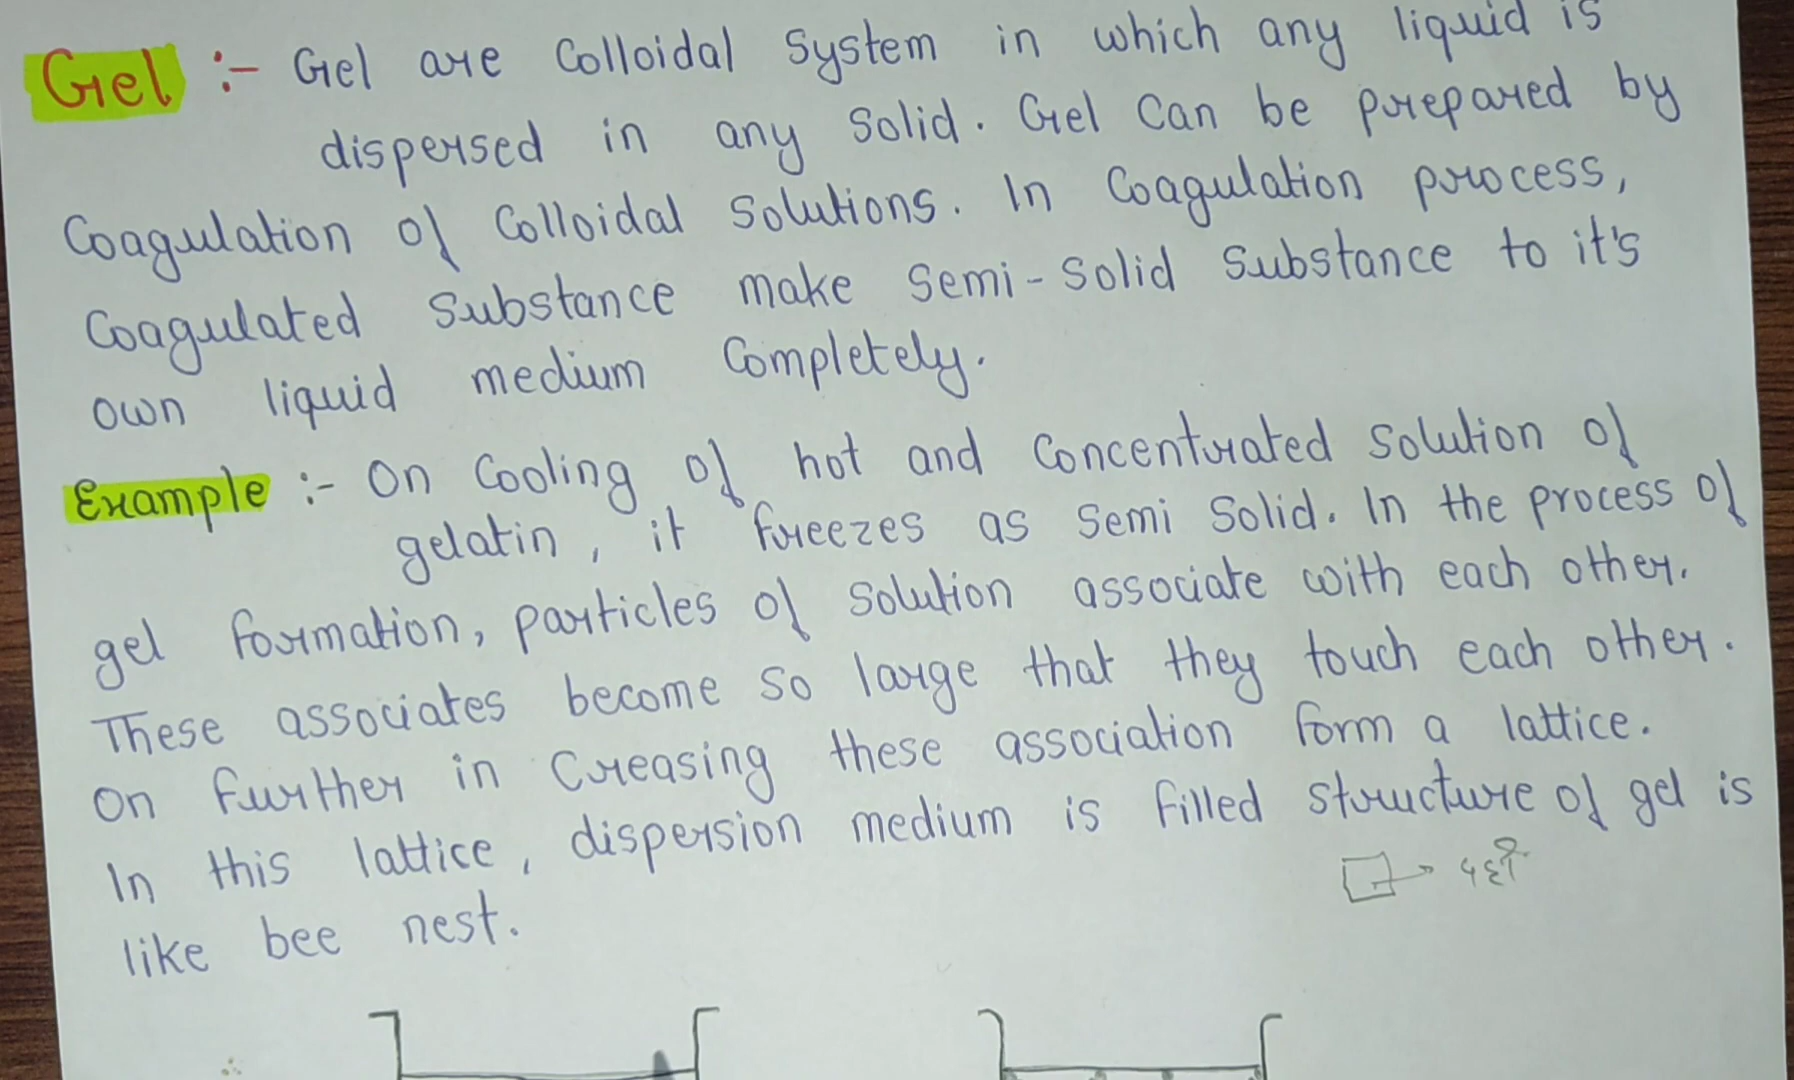 Gel :- Gel are Colloidal System in which any liquid is
dispersed in any Solid. Gel Can be prepared by
Coagulation of Colloidal Solutions. In Coagulation process,
Coagulated Substance make Semi-Solid Substance to it's
own liquid medium Completely.
Example :- On Cooling of hot and Concentrated Solution of
gelatin, it freezes as Semi Solid. In the process of
gel formation, particles of Solution associate with each other.
These associates become so large that they touch each other.
On further in Creasing these association form a lattice.
In this lattice, dispersion medium is filled structure of gel is
like bee nest.